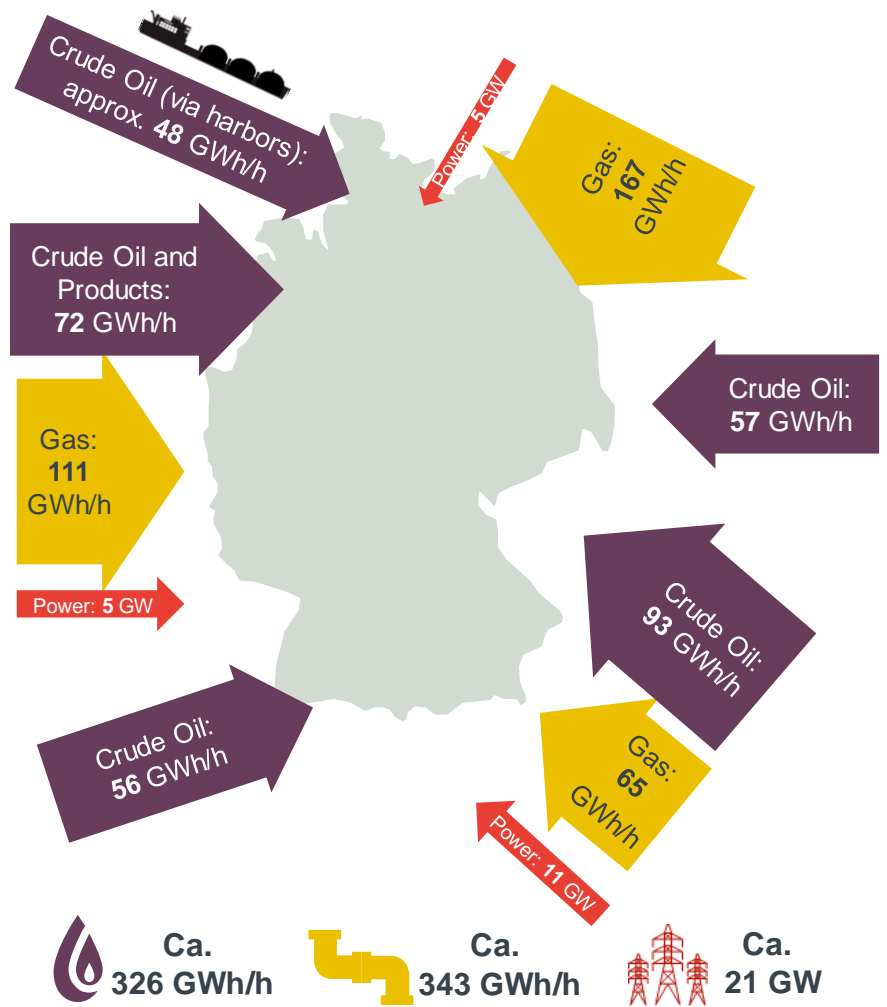 Crude Oil (via harbors):
approx. 48 GWh/h
Power: 5 GW
Gas:
167
GWh/h
Crude Oil and
Products:
72 GWh/h
Crude Oil:
57 GWh/h
Gas:
111
GWh/h
Power: 5 GW
Crude Oil:
93 GWh/h
Crude Oil:
56 GWh/h
Gas:
65
GWh/h
Power: 11 GW
Ca.
326 GWh/h
Ca.
343 GWh/h
Ca.
21 GW